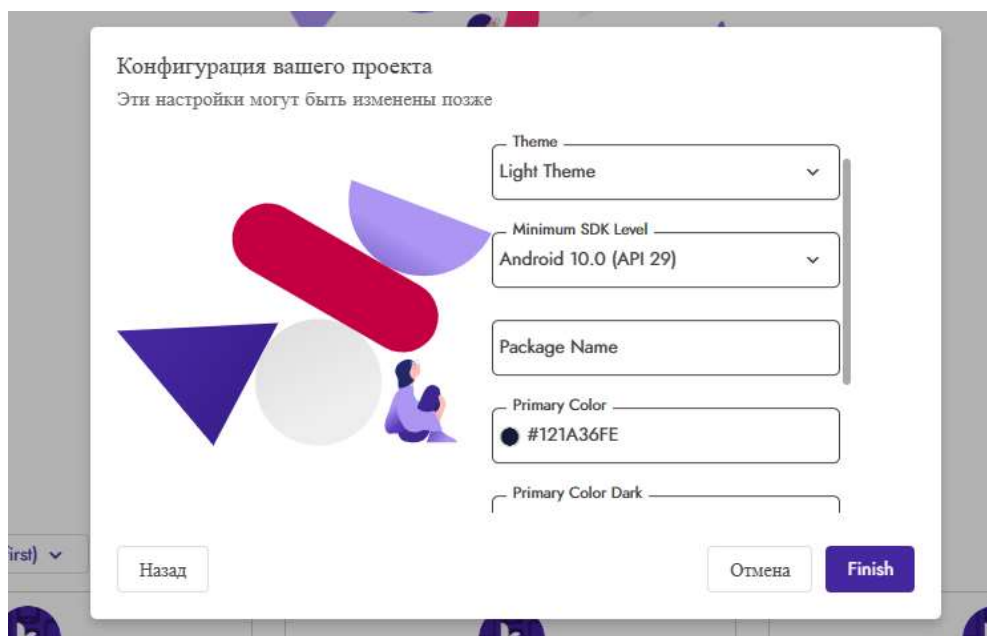 Конфигурация вашего проекта
Эти настройки могут быть изменены позже
Theme
Light Theme
Minimum SDK Level
Android 10.0 (API 29)
Package Name
Primary Color
#121A36FE
Primary Color Dark
irst)
Назад
Отмена
Finish